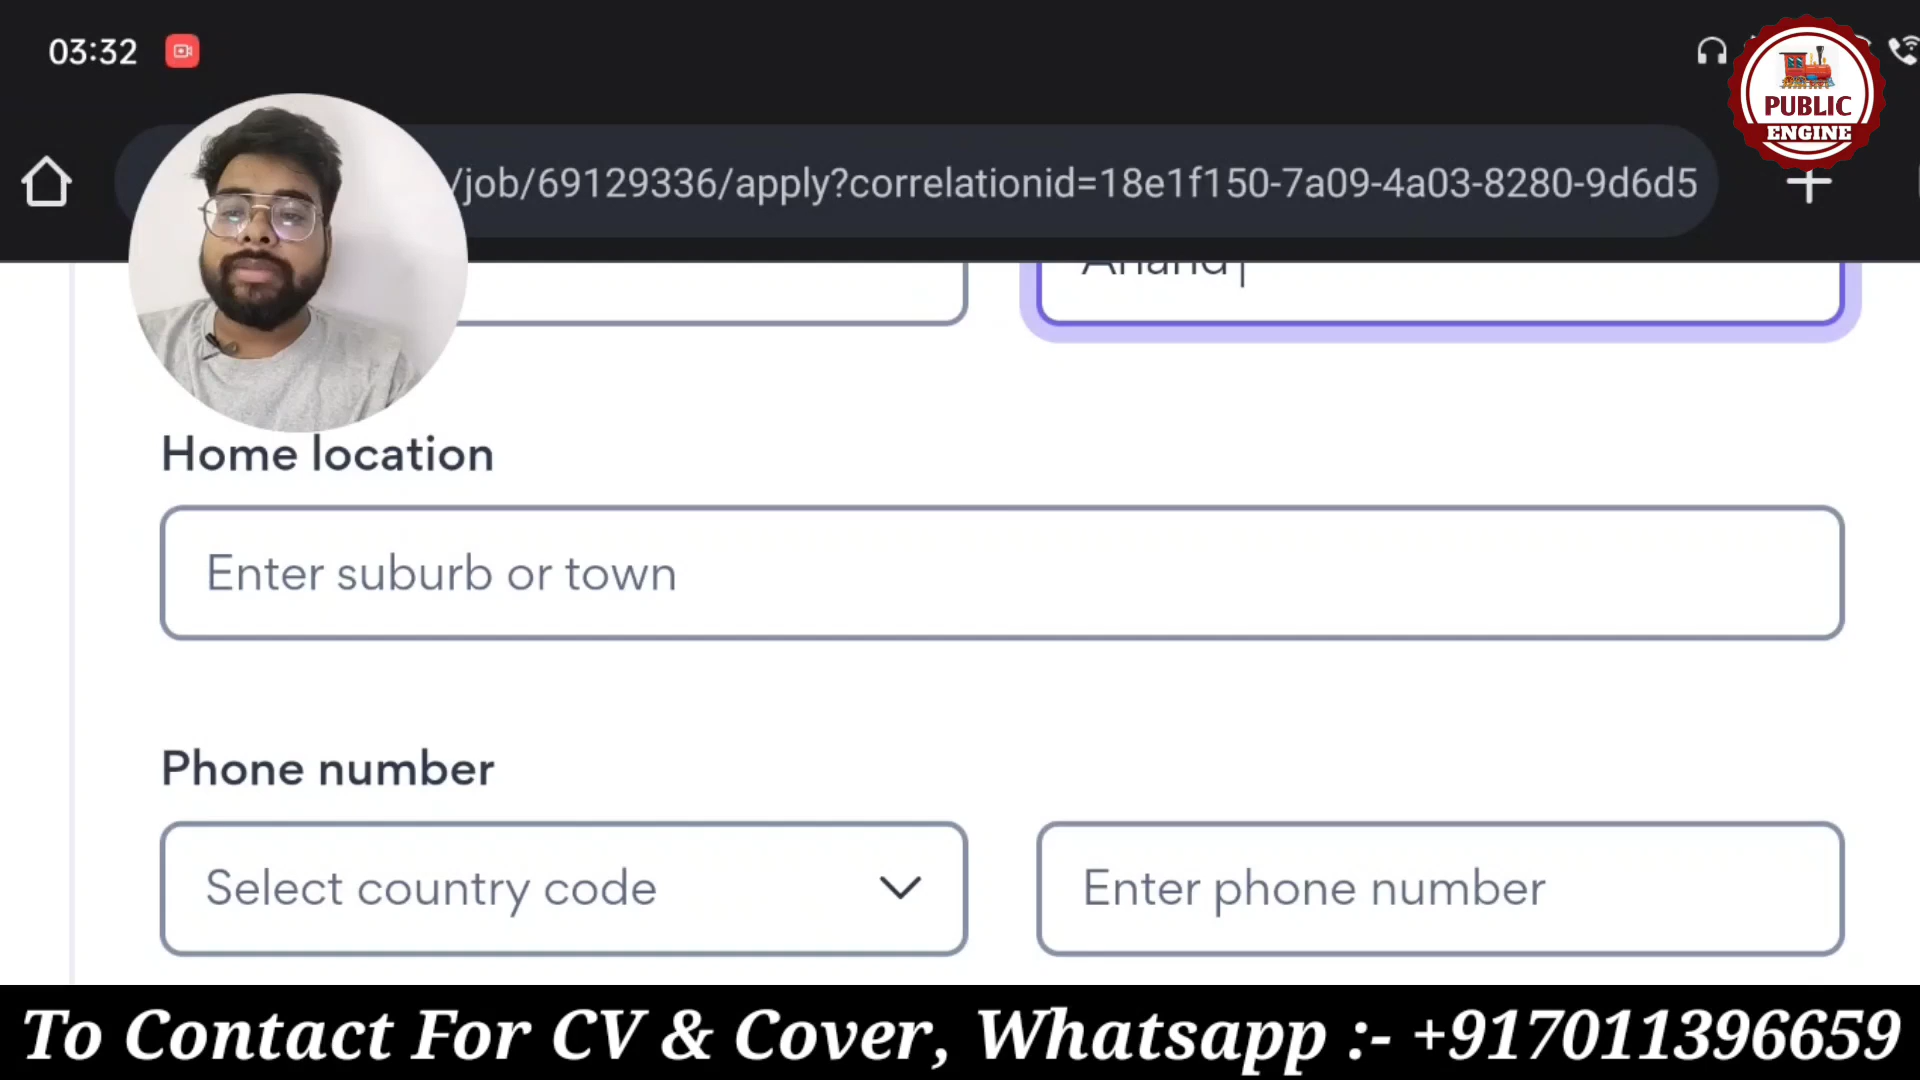 03:32
PUBLIC
ENGINE
/job/69129336/apply?correlationid=18e1f150-7a09-4a03-8280-9d6d5
Anand
Home location
Enter suburb or town
Phone number
Select country code
Enter phone number
To Contact For CV & Cover, Whatsapp :- +917011396659